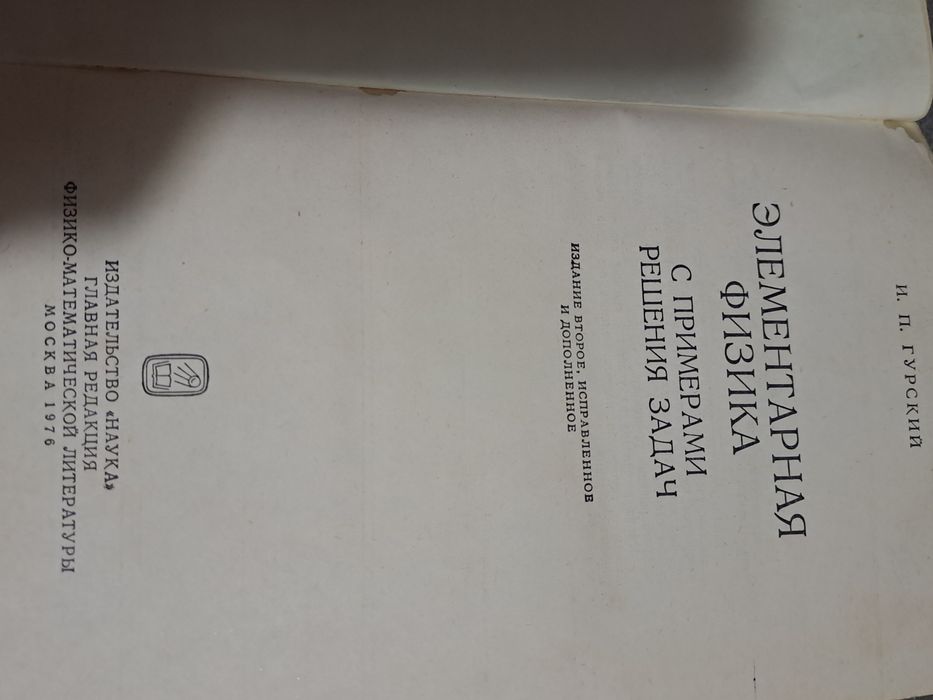 И. П. ГУРСКИЙ
ЭЛЕМЕНТАРНАЯ
ФИЗИКА
С ПРИМЕРАМИ
РЕШЕНИЯ ЗАДАЧ
ИЗДАНИЕ ВТОРОЕ, ИСПРАВЛЕННОЕ
И ДОПОЛНЕННОЕ
ИЗДАТЕЛЬСТВО «НАУКА»
ГЛАВНАЯ РЕДАКЦИЯ
ФИЗИКО-МАТЕМАТИЧЕСКОЙ ЛИТЕРАТУРЫ
МОСКВА 1976